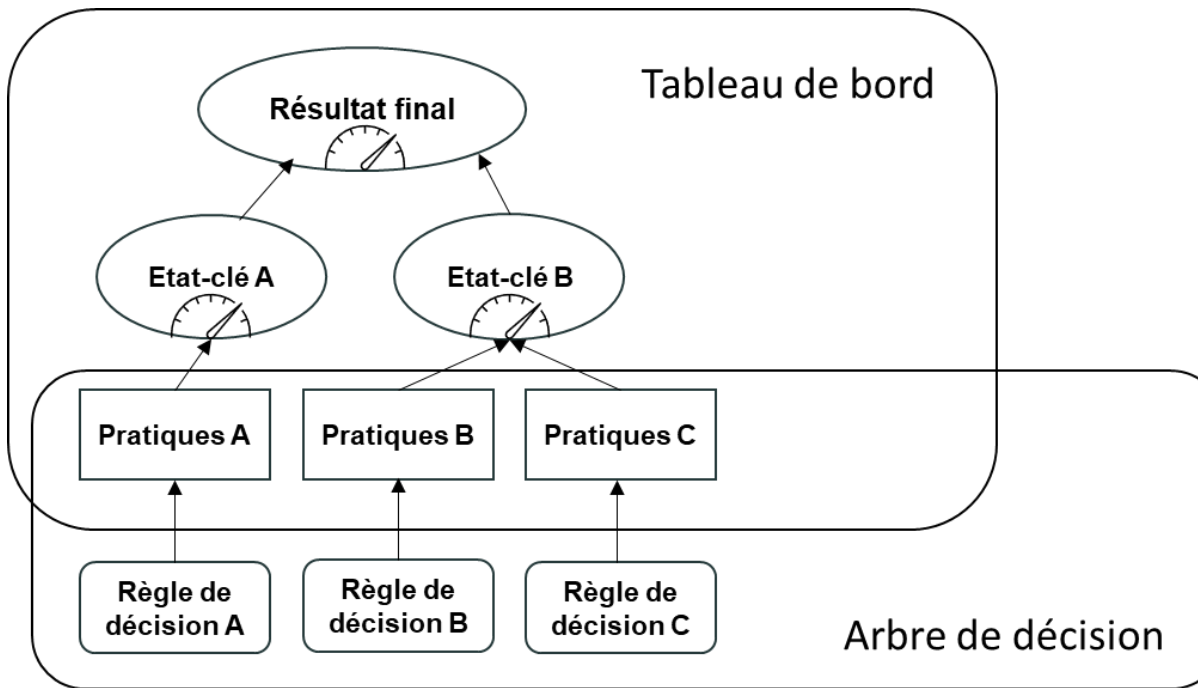 Tableau de bord
Résultat final
Etat-clé A
Etat-clé B
Pratiques A
Pratiques B
Pratiques C
Règle de
décision A
Règle de
décision B
Règle de
décision C
Arbre de décision